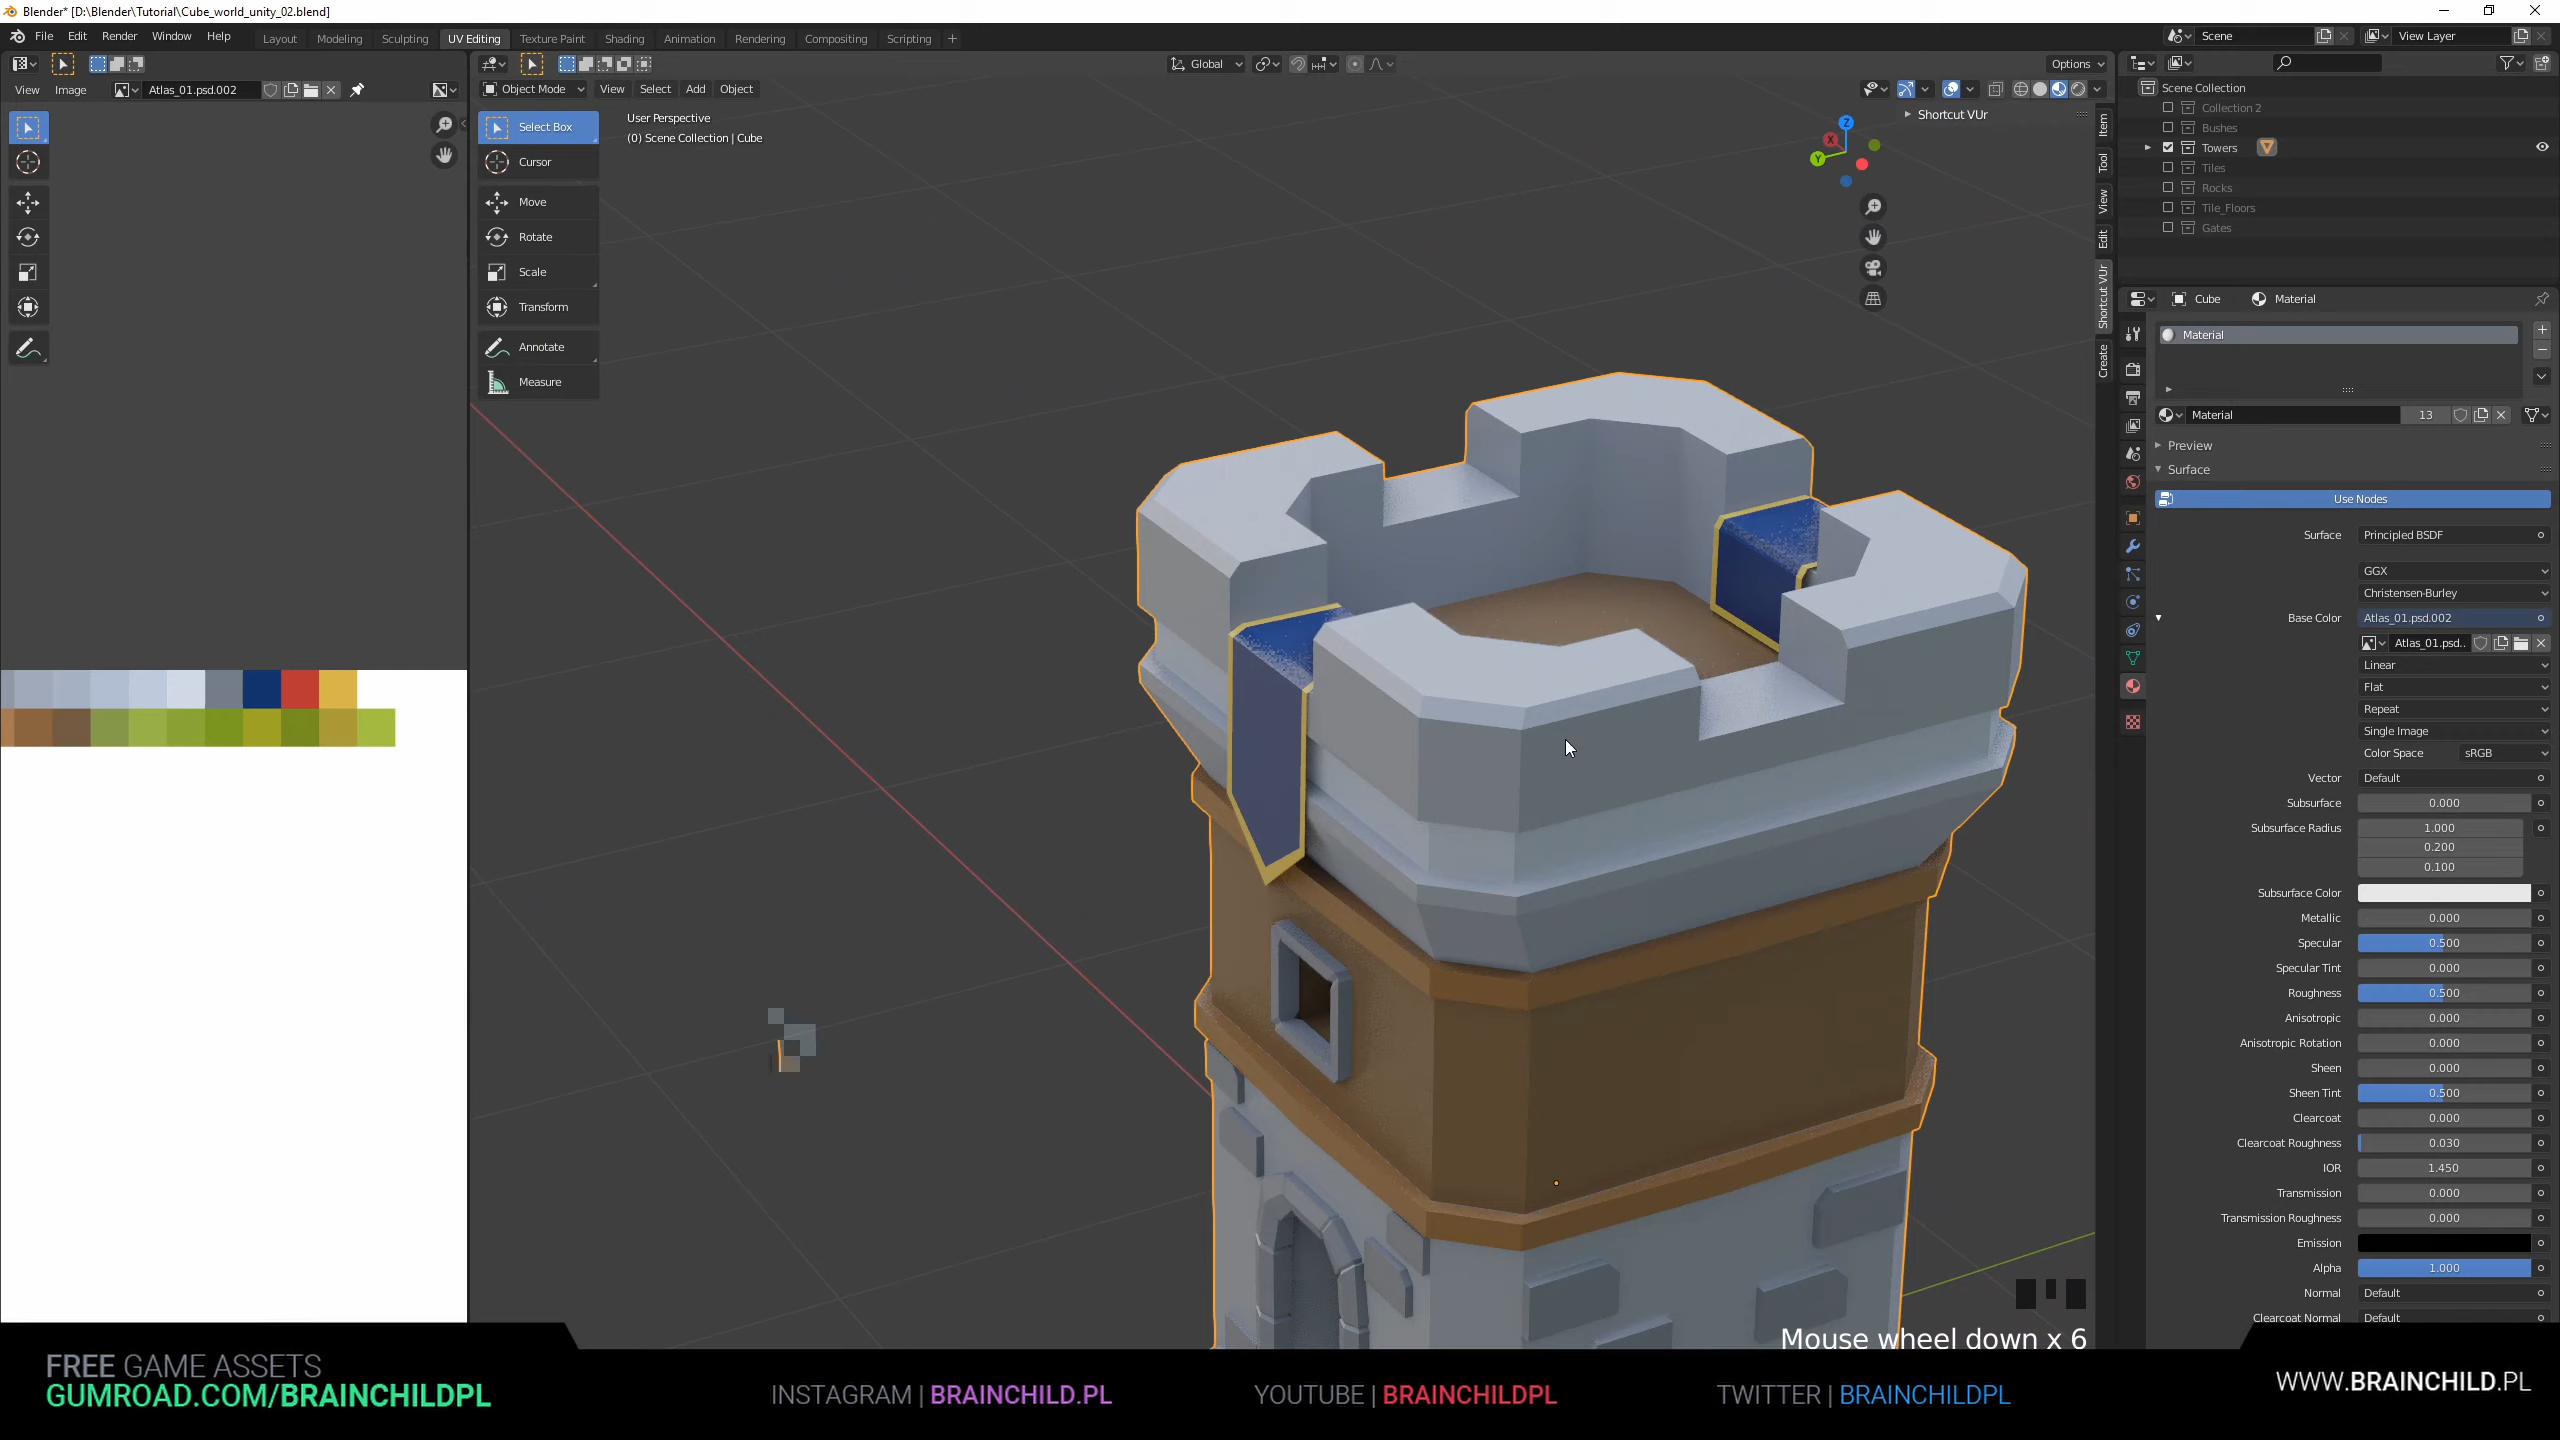 Blender* [D:\Blender\Tutorial\Cube_world_unity_02.blend]
File Edit Render Window Help
Layout Modeling Sculpting UV Editing Texture Paint Shading Animation Rendering Compositing Scripting +
Scene
View Layer
Global
Options
View Image
Atlas_01.psd.002
Object Mode View Select Add Object
Select Box
Cursor
Move
Rotate
Scale
Transform
Annotate
Measure
User Perspective
(0) Scene Collection | Cube
Shortcut VUr
Z
X
Y
Item
Tool
View
Edit
Shortcut VUr
Create
Scene Collection
Collection 2
Bushes
Towers
Tiles
Rocks
Tile_Floors
Gates
Cube Material
Material
Material 13
Preview
Surface
Use Nodes
Surface Principled BSDF
GGX
Christensen-Burley
Base Color Atlas_01.psd.002
Atlas_01.psd..
Linear
Flat
Repeat
Single Image
Color Space sRGB
Vector Default
Subsurface 0.000
Subsurface Radius 1.000
0.200
0.100
Subsurface Color
Metallic 0.000
Specular 0.500
Specular Tint 0.000
Roughness 0.500
Anisotropic 0.000
Anisotropic Rotation 0.000
Sheen 0.000
Sheen Tint 0.500
Clearcoat 0.000
Clearcoat Roughness 0.030
IOR 1.450
Transmission 0.000
Transmission Roughness 0.000
Emission
Alpha 1.000
Normal Default
Clearcoat Normal Default
Mouse wheel down x 6
FREE GAME ASSETS
GUMROAD.COM/BRAINCHILDPL
INSTAGRAM | BRAINCHILD.PL
YOUTUBE | BRAINCHILDPL
TWITTER | BRAINCHILDPL
WWW.BRAINCHILD.PL